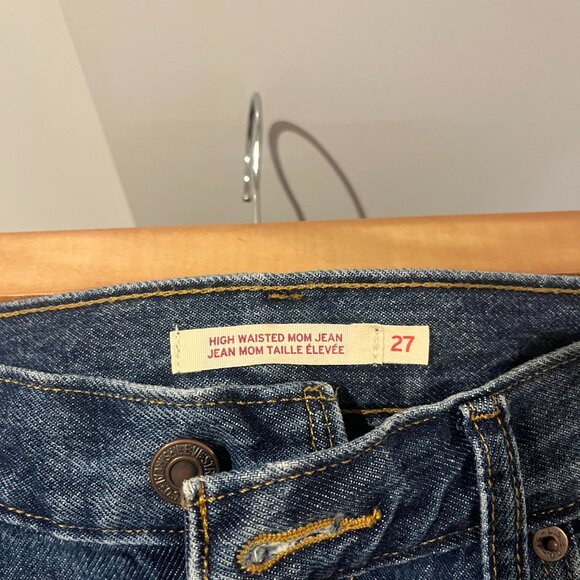 HIGH WAISTED MOM JEAN
JEAN MOM TAILLE ÉLEVÉE
27